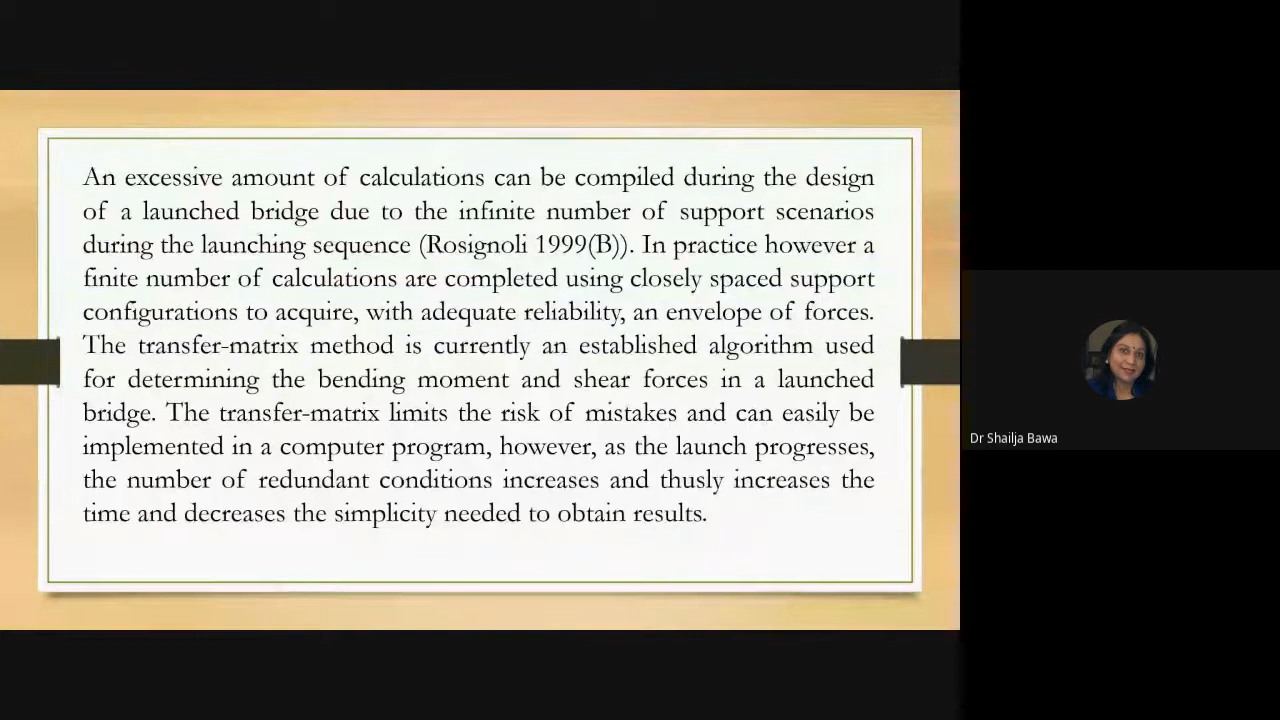 An excessive amount of calculations can be compiled during the design
of a launched bridge due to the infinite number of support scenarios
during the launching sequence (Rosignoli 1999(B)). In practice however a
finite number of calculations are completed using closely spaced support
configurations to acquire, with adequate reliability, an envelope of forces.
The transfer-matrix method is currently an established algorithm used
for determining the bending moment and shear forces in a launched
bridge. The transfer-matrix limits the risk of mistakes and can easily be
implemented in a computer program, however, as the launch progresses,
the number of redundant conditions increases and thusly increases the
time and decreases the simplicity needed to obtain results.
Dr Shailja Bawa